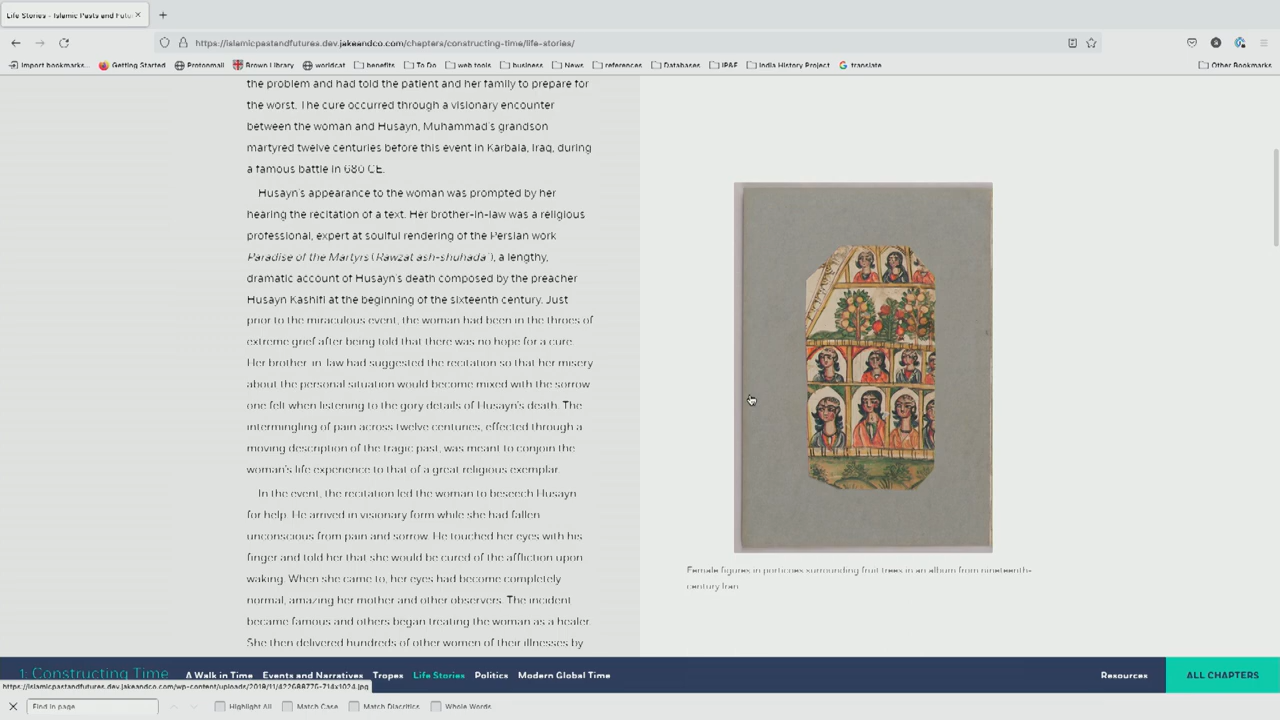 Life Stories - Islamic Pasts and Futu
https://islamicpastandfutures.dev.jakeandco.com/chapters/constructing-time/life-stories/
Import bookmarks... Getting Started Protonmail Brown Library worldcat benefits To Do web tools business News references Databases IP&F India History Project translate Other Bookmarks
the problem and had told the patient and her family to prepare for
the worst. The cure occurred through a visionary encounter
between the woman and Husayn, Muhammad's grandson
martyred twelve centuries before this event in Karbala, Iraq, during
a famous battle in 680 CE.
Husayn's appearance to the woman was prompted by her
hearing the recitation of a text. Her brother-in-law was a religious
professional, expert at soulful rendering of the Persian work
Paradise of the Martyrs (Rawzat ash-shuhada'), a lengthy,
dramatic account of Husayn's death composed by the preacher
Husayn Kashifi at the beginning of the sixteenth century. Just
prior to the miraculous event, the woman had been in the throes of
extreme grief after being told that there was no hope for a cure.
Her brother-in-law had suggested the recitation so that her misery
about the personal situation would become mixed with the sorrow
one felt when listening to the gory details of Husayn's death. The
intermingling of pain across twelve centuries, effected through a
moving description of the tragic past, was meant to conjoin the
woman's life experience to that of a great religious exemplar.
In the event, the recitation led the woman to beseech Husayn
for help. He arrived in visionary form while she had fallen
unconscious from pain and sorrow. He touched her eyes with his
finger and told her that she would be cured of the affliction upon
waking. When she came to, her eyes had become completely
normal, amazing her mother and other observers. The incident
became famous and others began treating the woman as a healer.
She then delivered hundreds of other women of their illnesses by
Female figures in porticoes surrounding fruit trees in an album from nineteenth-
century Iran.
1: Constructing Time A Walk in Time Events and Narratives Tropes Life Stories Politics Modern Global Time Resources ALL CHAPTERS
https://islamicpastandfutures.dev.jakeandco.com/wp-content/uploads/2019/11/422688776-714x1024.jpg
Find in page Highlight All Match Case Match Diacritics Whole Words